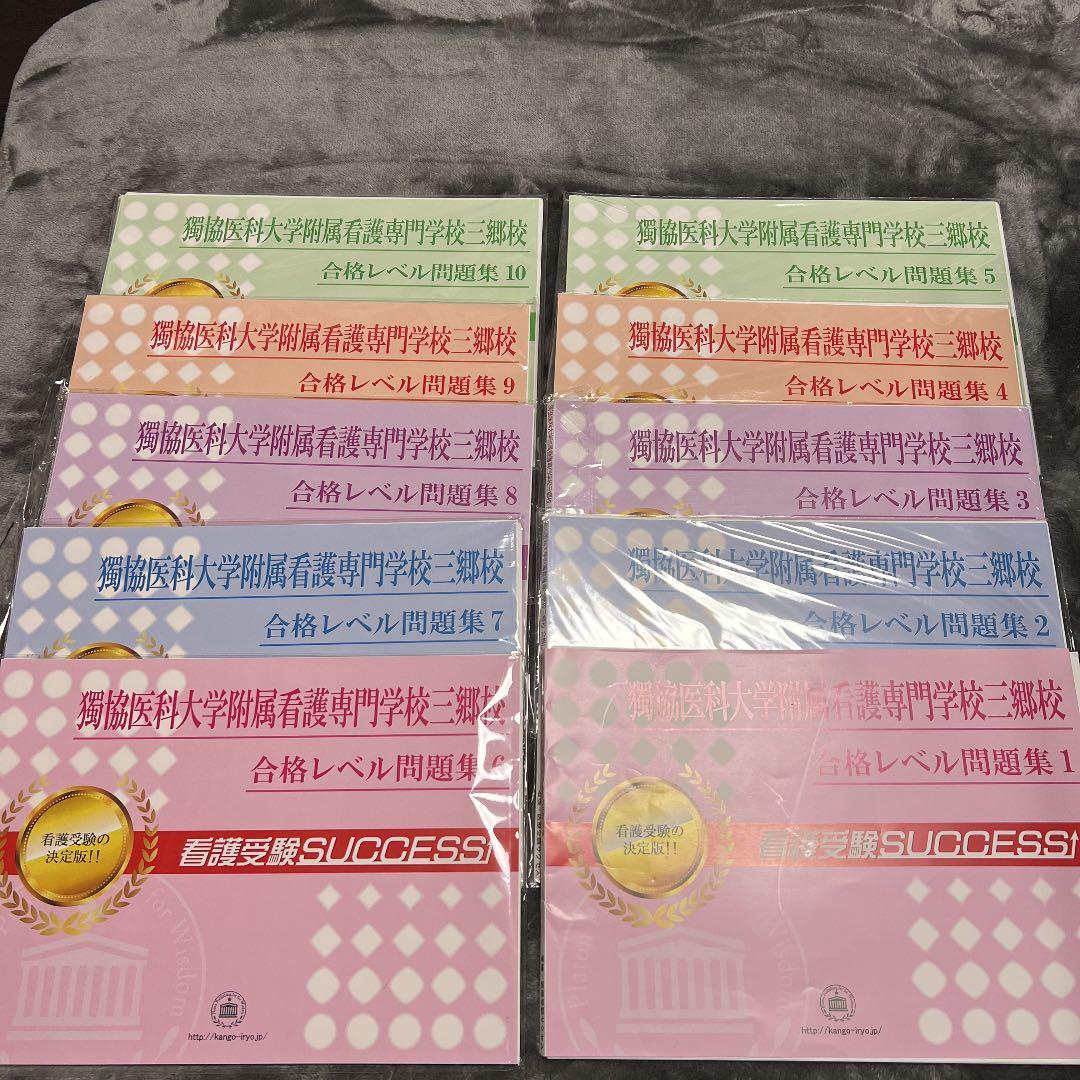 獨協医科大学附属看護専門学校三郷校
合格レベル問題集 10
獨協医科大学附属看護専門学校三郷校
合格レベル問題集 9
獨協医科大学附属看護専門学校三郷校
合格レベル問題集 8
獨協医科大学附属看護専門学校三郷校
合格レベル問題集 7
獨協医科大学附属看護専門学校三郷校
合格レベル問題集 6
看護受験の
決定版!!
看護受験SUCCESS↑
for Wisdom
http://kango-iryo.jp/
獨協医科大学附属看護専門学校三郷校
合格レベル問題集 5
獨協医科大学附属看護専門学校三郷校
合格レベル問題集 4
獨協医科大学附属看護専門学校三郷校
合格レベル問題集 3
獨協医科大学附属看護専門学校三郷校
合格レベル問題集 2
獨協医科大学附属看護専門学校三郷校
合格レベル問題集 1
看護受験の
決定版!!
看護受験SUCCESS↑
http://kango-iryo.jp/